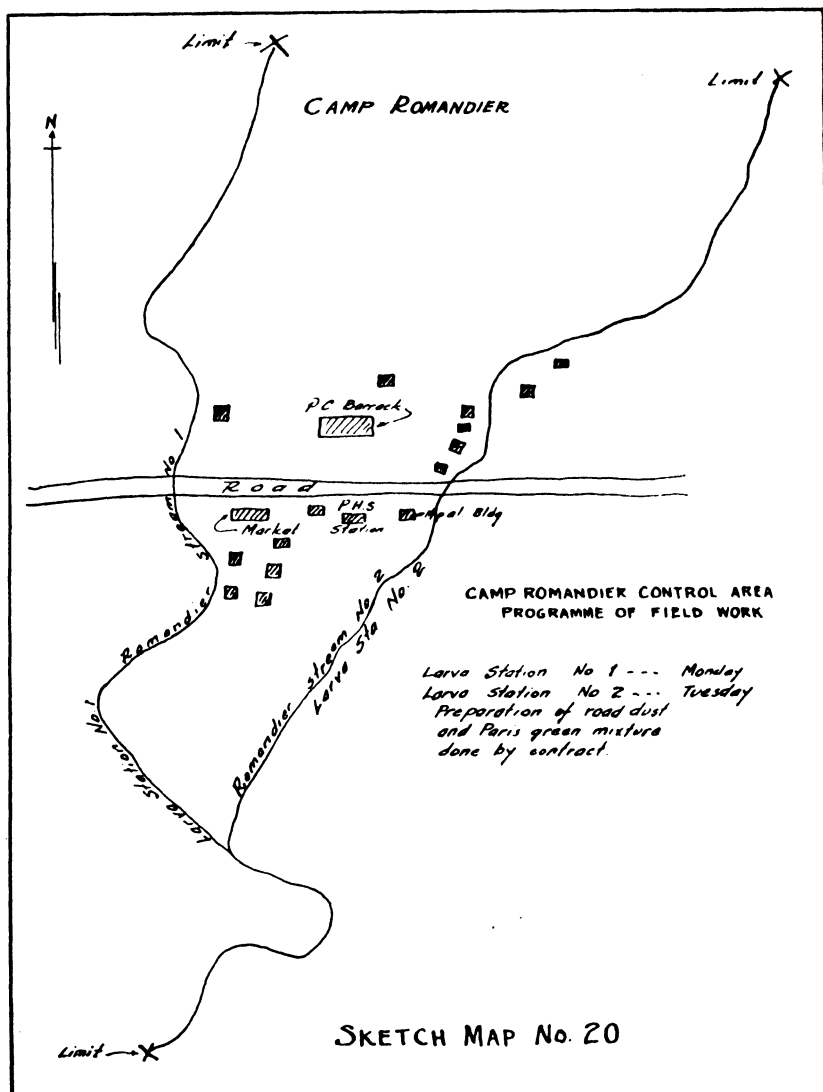 Limit
CAMP ROMANDIER
Limit
N
PC Barrock
Road
Market
P.H.S
Station
Mpal Bldg
Romandier Stream No 1
Larva Station No. 1
Romandier stream No 2
Larva Sta No. 2
CAMP ROMANDIER CONTROL AREA
PROGRAMME OF FIELD WORK
Larva Station No 1 --- Monday
Larva Station No 2 --- Tuesday
Preparation of road dust
and Paris green mixture
done by contract.
Limit
SKETCH MAP NO. 20